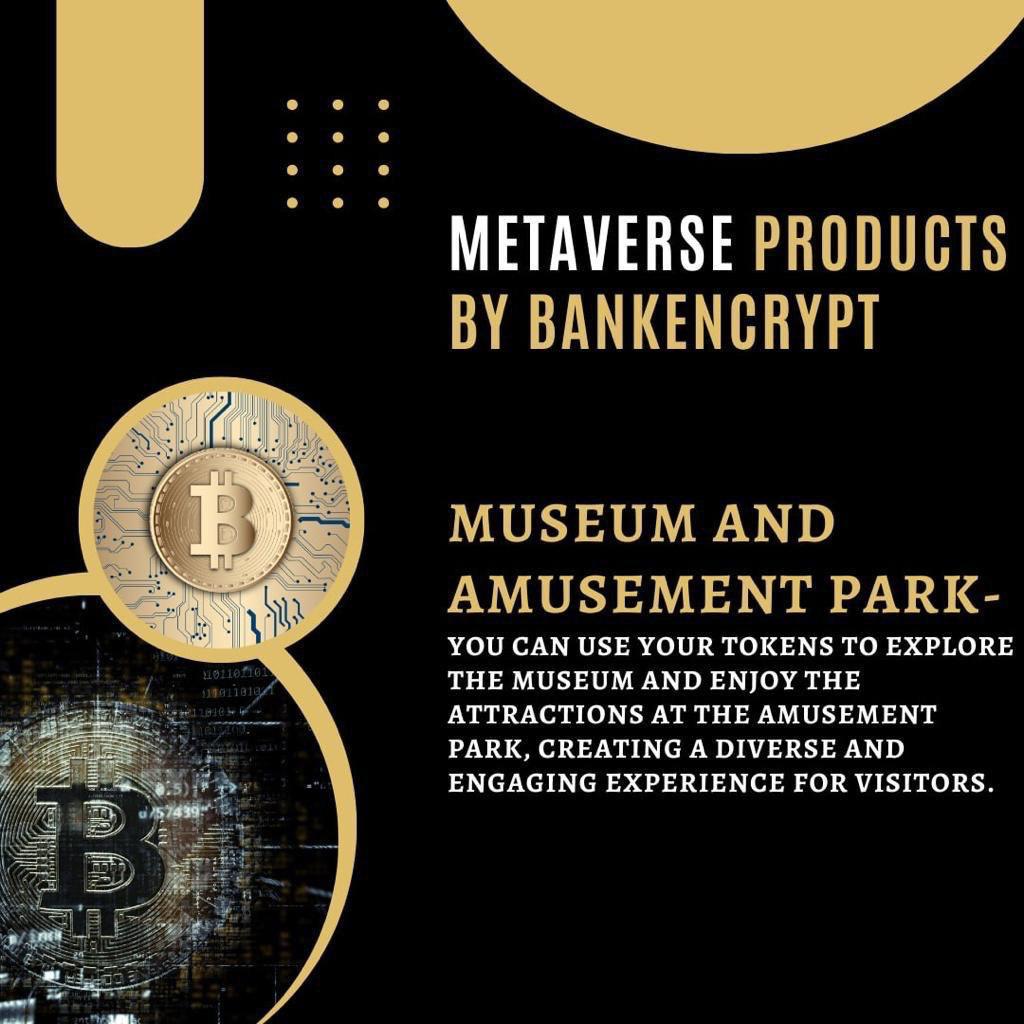 METAVERSE PRODUCTS
BY BANKENCRYPT
MUSEUM AND
AMUSEMENT PARK-
YOU CAN USE YOUR TOKENS TO EXPLORE
THE MUSEUM AND ENJOY THE
ATTRACTIONS AT THE AMUSEMENT
PARK, CREATING A DIVERSE AND
ENGAGING EXPERIENCE FOR VISITORS.